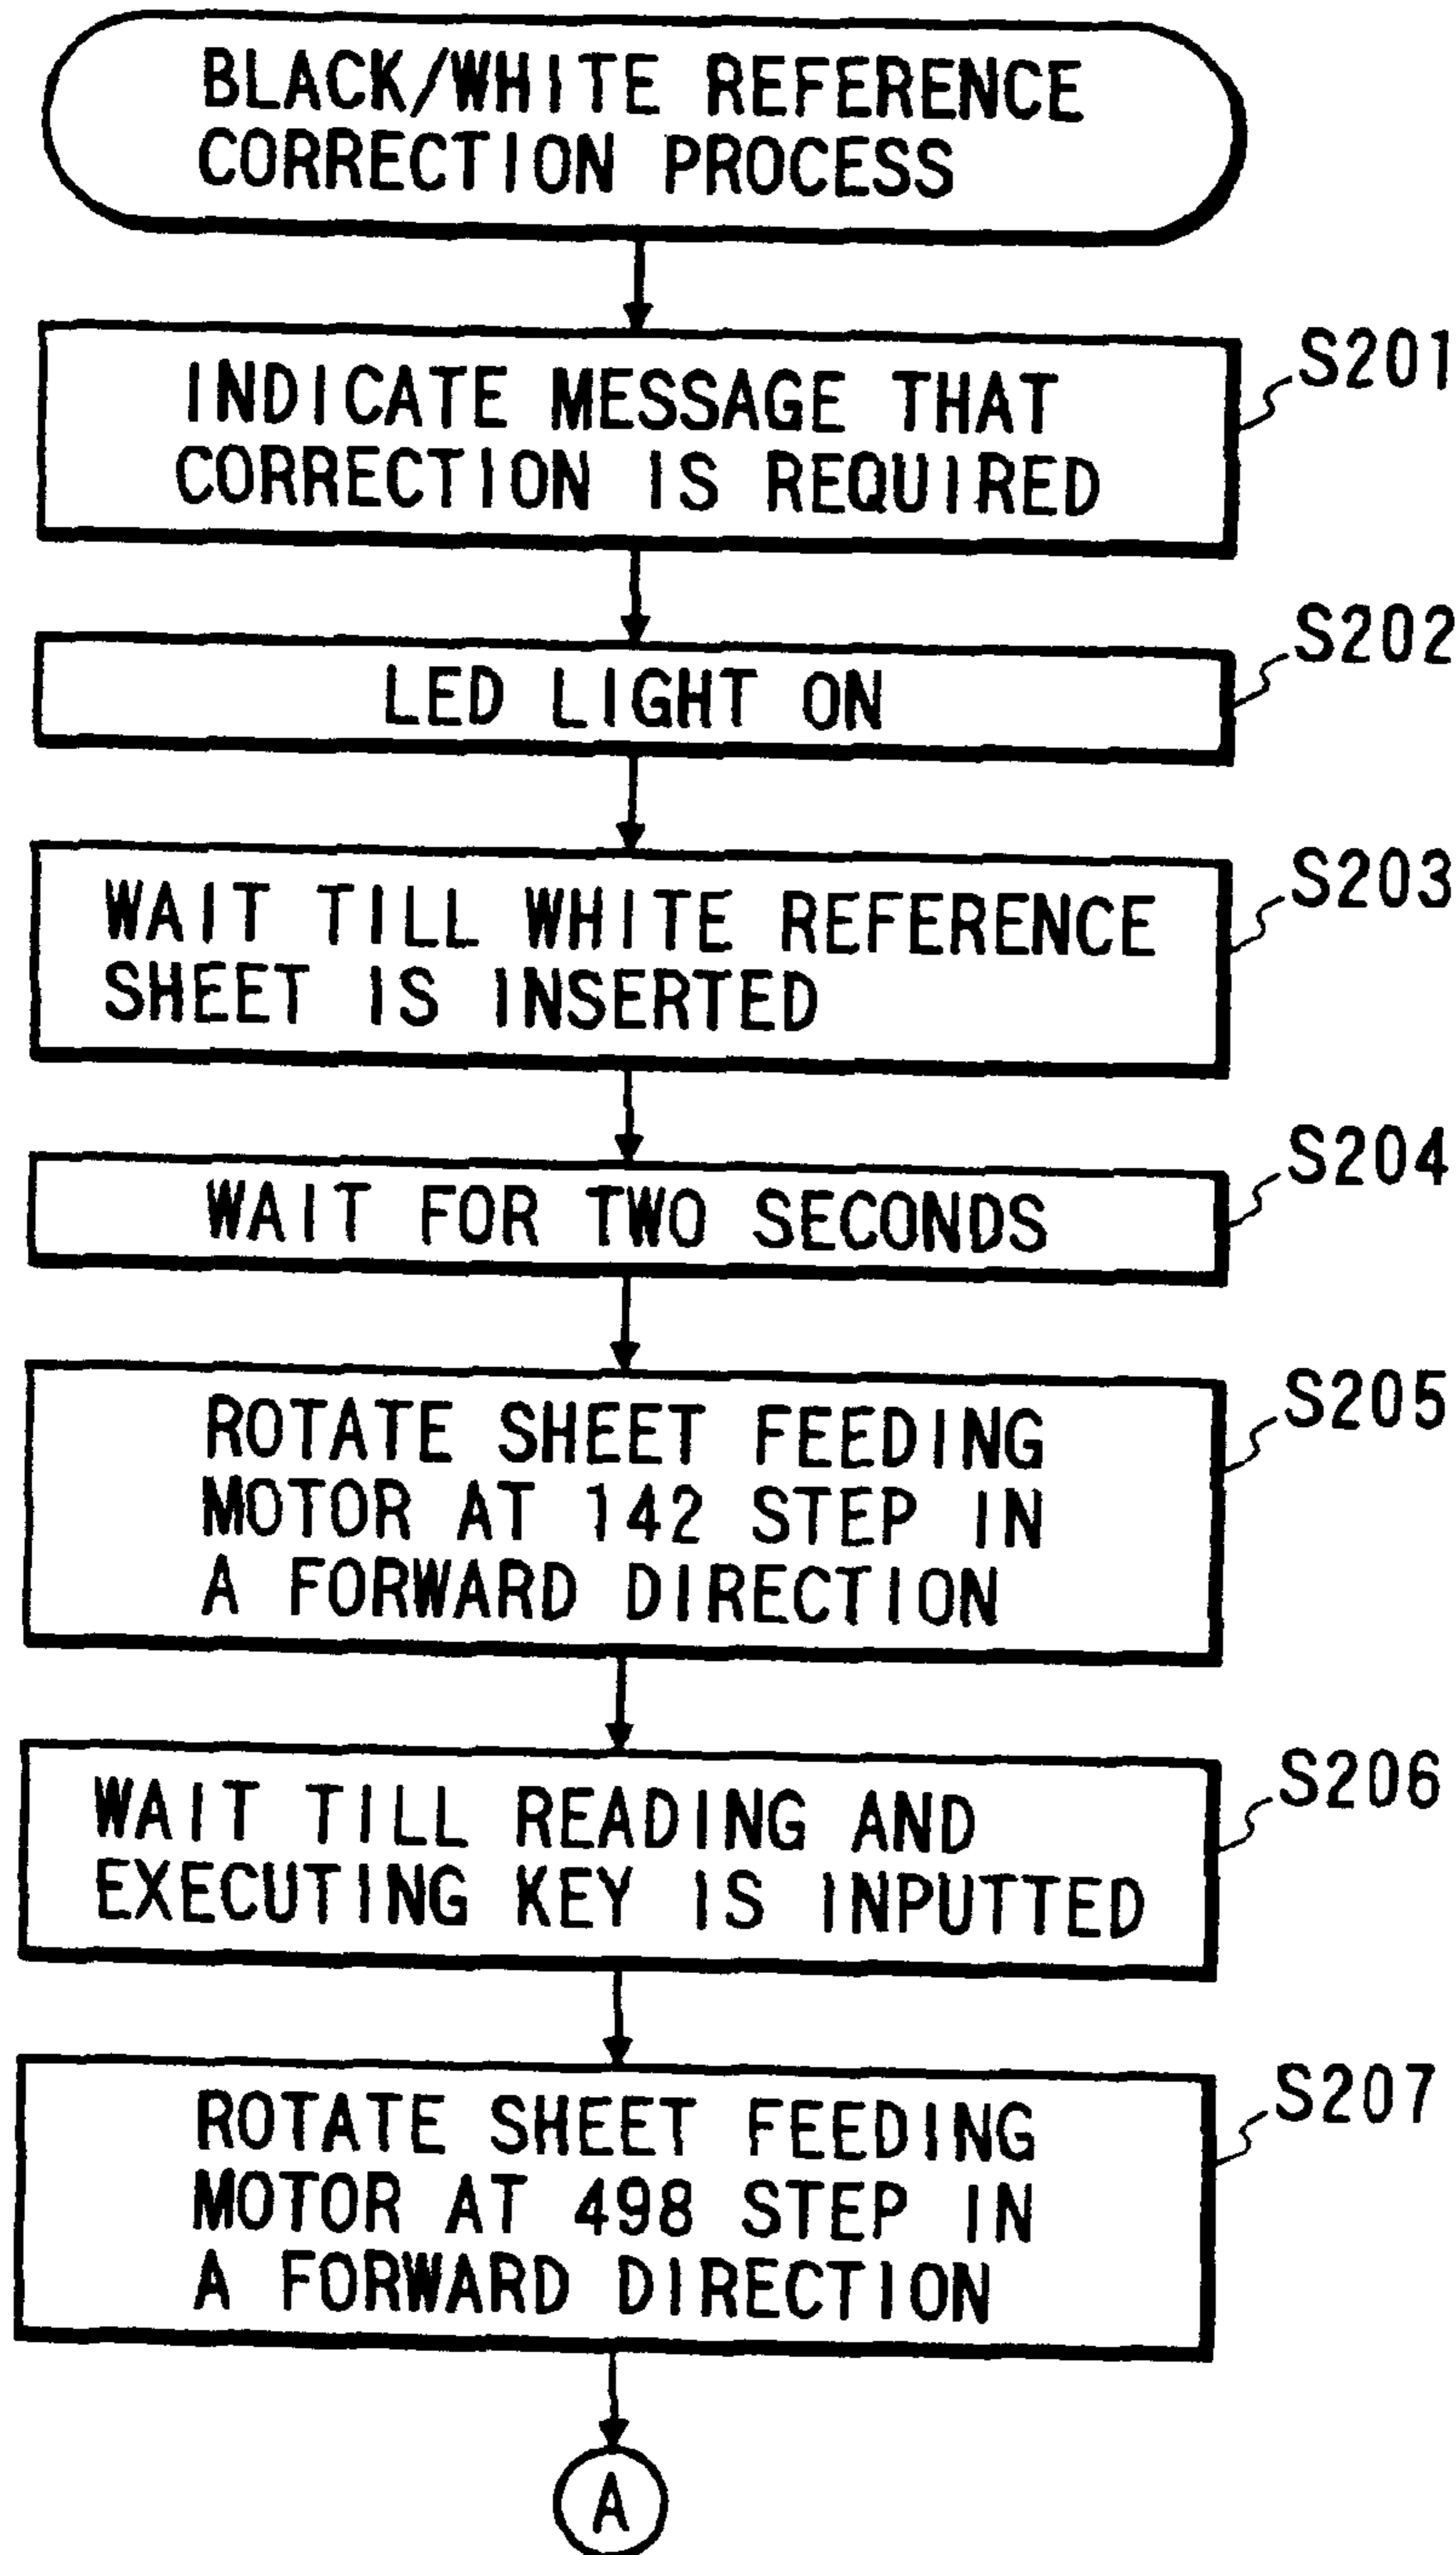 BLACK/WHITE REFERENCE
CORRECTION PROCESS
S201
INDICATE MESSAGE THAT
CORRECTION IS REQUIRED
S202
LED LIGHT ON
S203
WAIT TILL WHITE REFERENCE
SHEET IS INSERTED
S204
WAIT FOR TWO SECONDS
S205
ROTATE SHEET FEEDING
MOTOR AT 142 STEP IN
A FORWARD DIRECTION
S206
WAIT TILL READING AND
EXECUTING KEY IS INPUTTED
S207
ROTATE SHEET FEEDING
MOTOR AT 498 STEP IN
A FORWARD DIRECTION
A